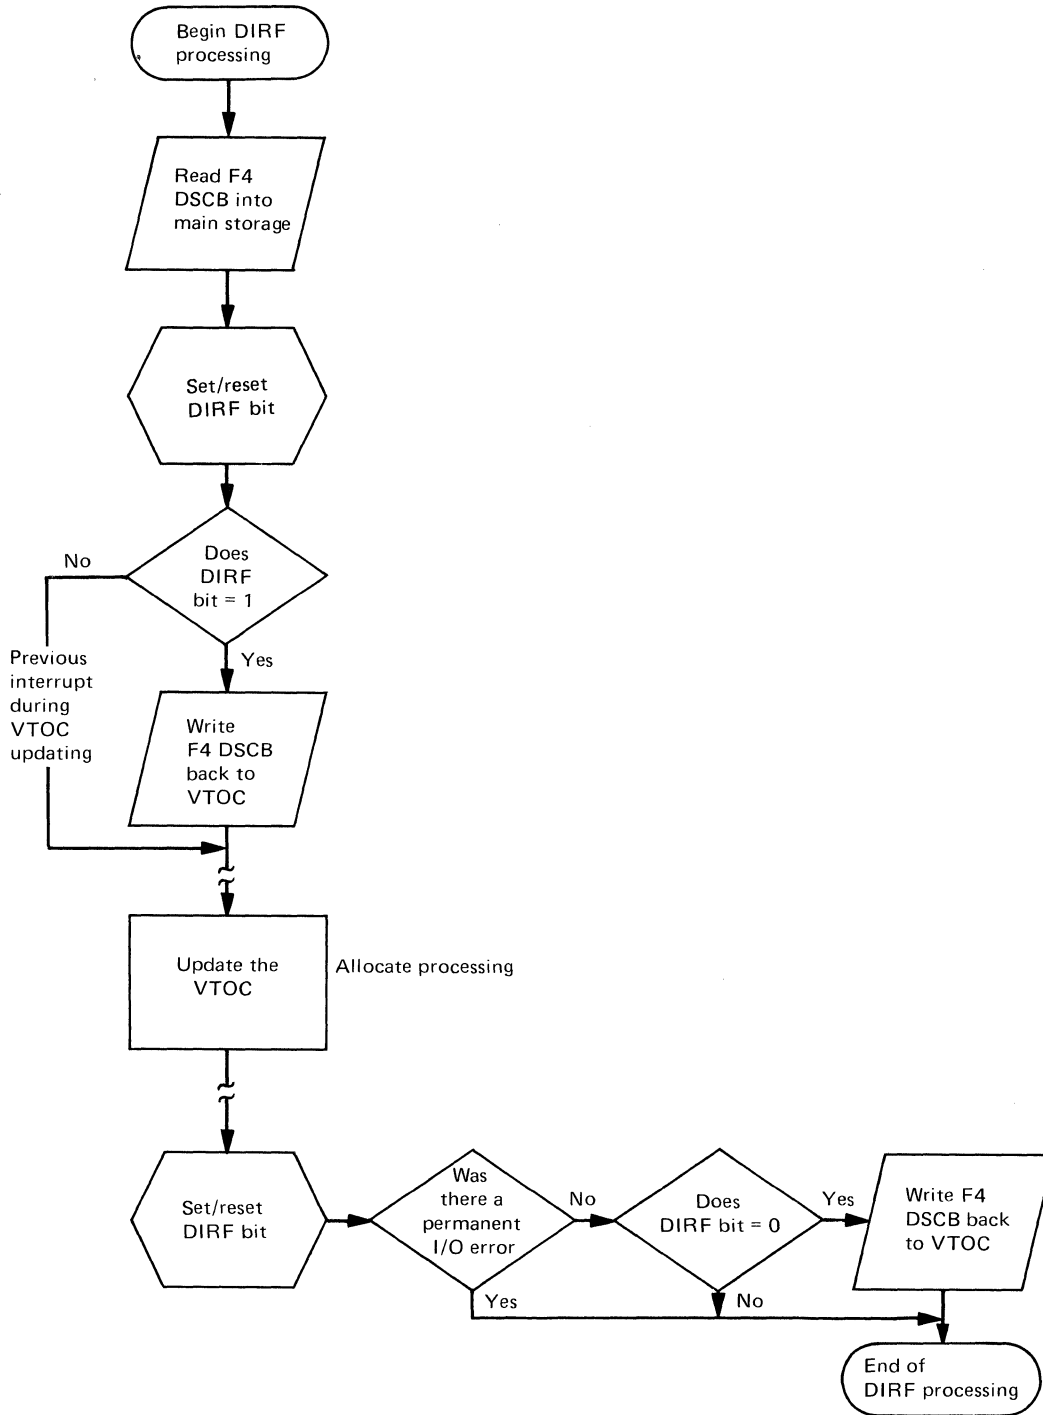 Begin DIRF
processing
Read F4
DSCB into
main storage
Set/reset
DIRF bit
Does
DIRF
bit = 1
No
Yes
Previous
interrupt
during
VTOC
updating
Write
F4 DSCB
back to
VTOC
Update the
VTOC
Allocate processing
Set/reset
DIRF bit
Was
there a
permanent
I/O error
No
Yes
Does
DIRF bit = 0
Yes
No
Write F4
DSCB back
to VTOC
End of
DIRF processing